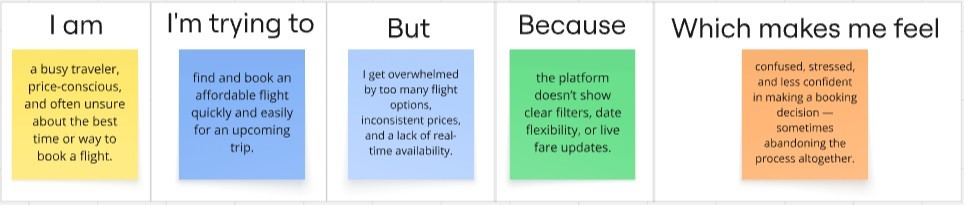 I am
a busy traveler,
price-conscious,
and often unsure
about the best
time or way to
book a flight.
I'm trying to
find and book an
affordable flight
quickly and easily
for an upcoming
trip.
But
I get overwhelmed
by too many flight
options,
inconsistent prices,
and a lack of real-
time availability.
Because
the platform
doesn't show
clear filters, date
flexibility, or live
fare updates.
Which makes me feel
confused, stressed,
and less confident
in making a booking
decision —
sometimes
abandoning the
process altogether.